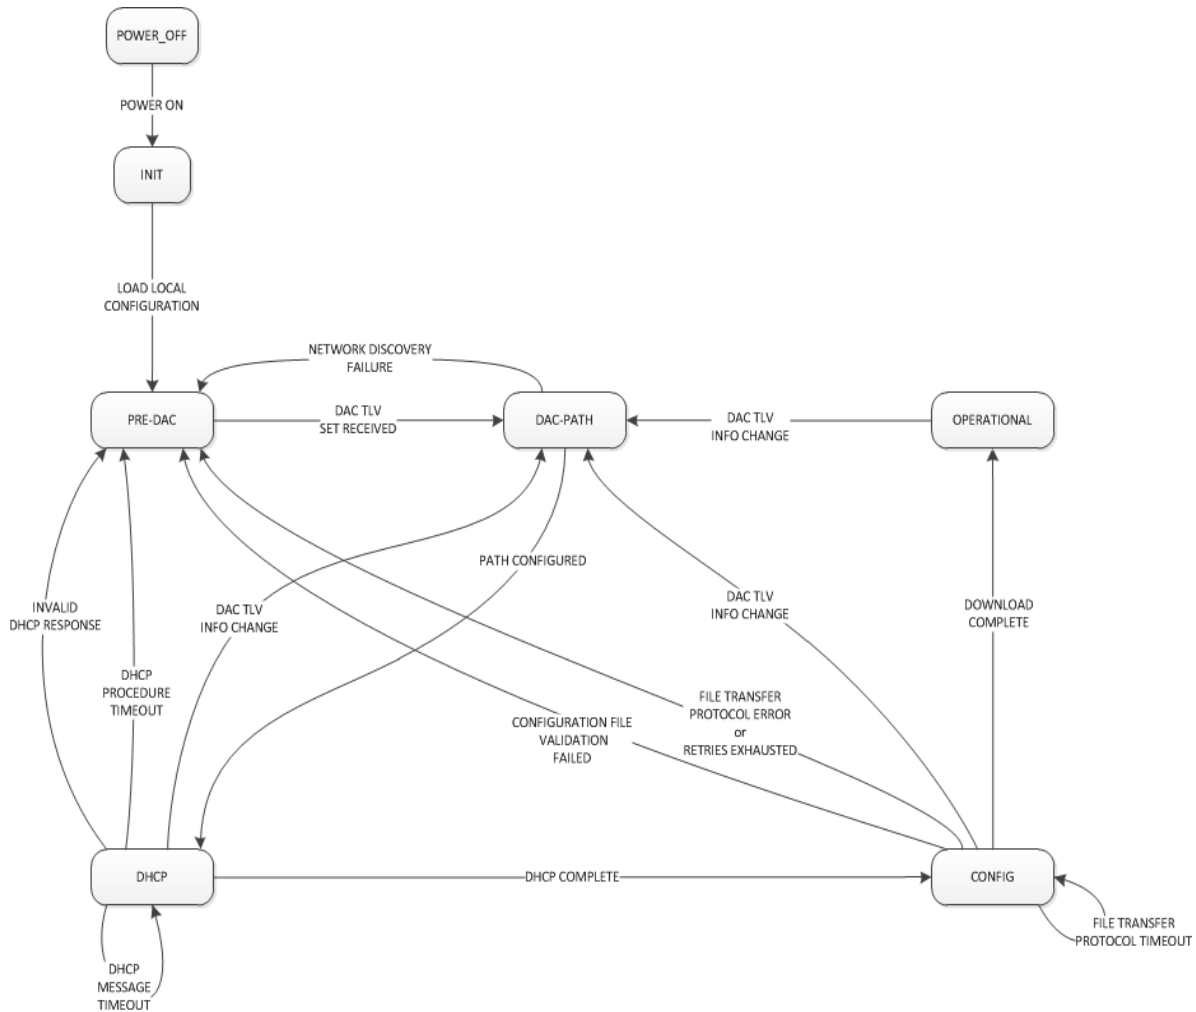 POWER_OFF
POWER ON
INIT
LOAD LOCAL
CONFIGURATION
NETWORK DISCOVERY
FAILURE
PRE-DAC
DAC TLV
SET RECEIVED
DAC-PATH
DAC TLV
INFO CHANGE
OPERATIONAL
PATH CONFIGURED
INVALID
DHCP RESPONSE
DAC TLV
INFO CHANGE
DAC TLV
INFO CHANGE
DOWNLOAD
COMPLETE
DHCP
PROCEDURE
TIMEOUT
CONFIGURATION FILE
VALIDATION
FAILED
FILE TRANSFER
PROTOCOL ERROR
or
RETRIES EXHAUSTED
DHCP
DHCP COMPLETE
CONFIG
FILE TRANSFER
PROTOCOL TIMEOUT
DHCP
MESSAGE
TIMEOUT